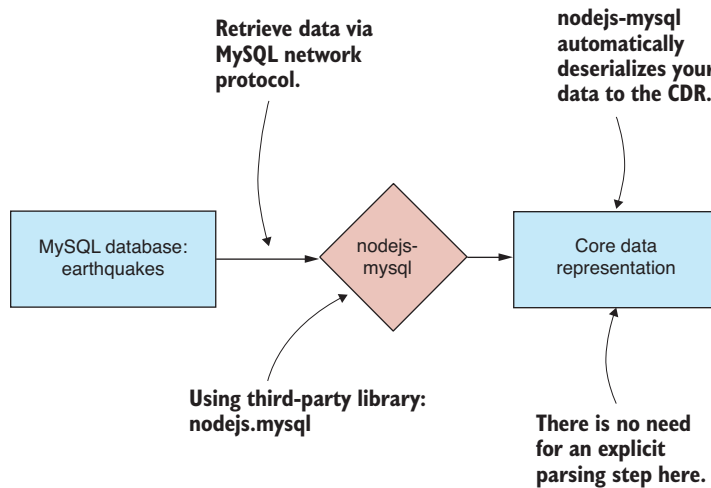 Retrieve data via
MySQL network
protocol.
nodejs-mysql
automatically
deserializes your
data to the CDR.
MySQL database:
earthquakes
nodejs-
mysql
Core data
representation
Using third-party library:
nodejs.mysql
There is no need
for an explicit
parsing step here.